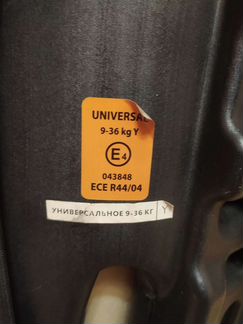 UNIVERSAL
9-36 kg Y
E4
043848
ECE R44/04
УНИВЕРСАЛЬНОЕ 9-36 КГ Y